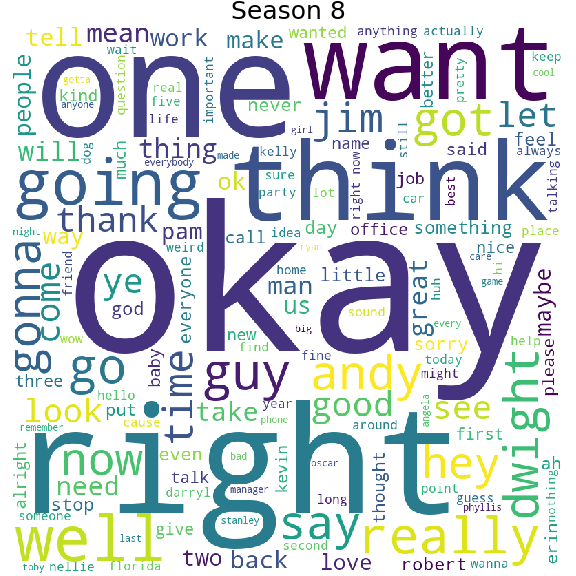 Season 8
tell mean work make wanted anything actually
one want
people wait gotta kind anyone question real five life important never better pretty keep cool
girl jim got let
will dog much thing everybody made name still said feel always talking
kelly sure party lot right now
going ok think
thank day job car best something
night way pam call idea office nice place
friend weird man little us great huh hi care game
gonna come ye god everyone home ryan
okay
wow new find big sound every
three go baby time fine sorry today might help please maybe
hello guy andy
look put cause take year phone good angela see dwight
remember around first
right
now even bad oscar kevin hey
alright need talk darryl long thought point guess ah
stop manager phyllis nothing
someone give stanley second say really erin
well last two back love robert wanna
toby nellie florida